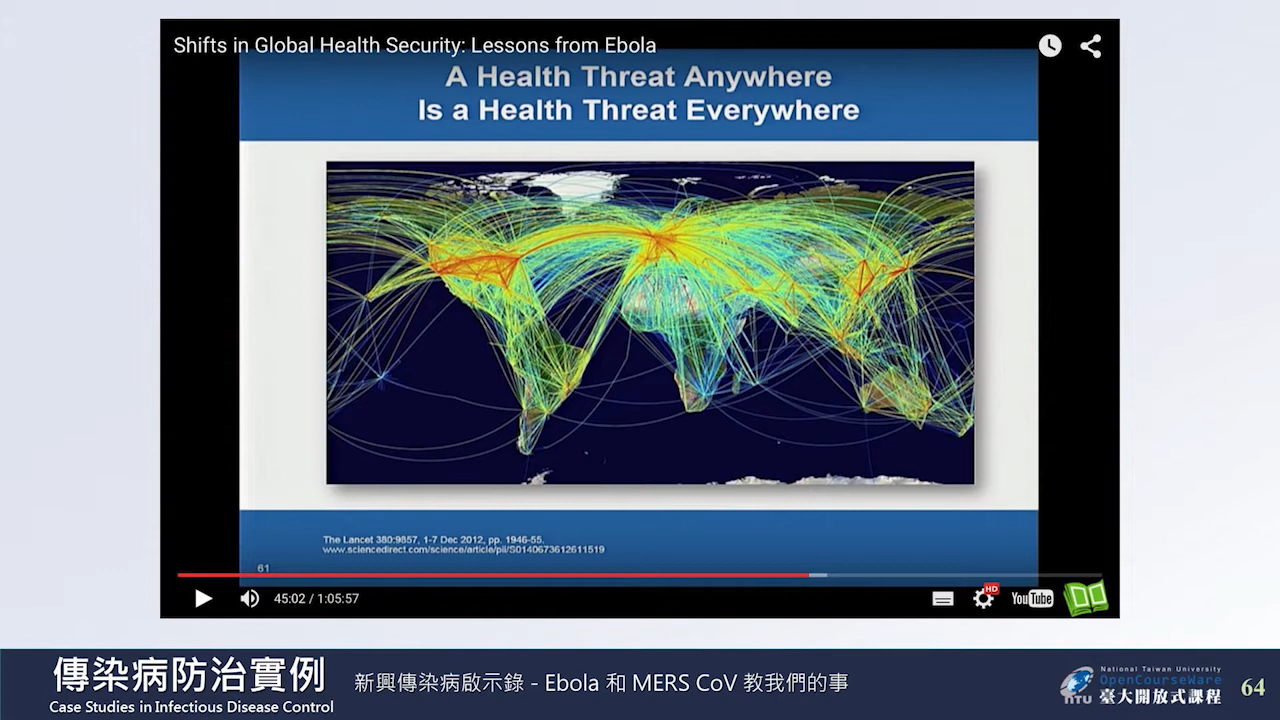 Shifts in Global Health Security: Lessons from Ebola
A Health Threat Anywhere
Is a Health Threat Everywhere
The Lancet 380:9857, 1-7 Dec 2012, pp. 1946-55.
www.sciencedirect.com/science/article/pii/S0140673612611519
61
45:02 / 1:05:57
HD
YouTube
傳染病防治實例
Case Studies in Infectious Disease Control
新興傳染病啟示錄 - Ebola 和 MERS CoV 教我們的事
National Taiwan University
OpenCourseWare
NTU 臺大開放式課程
64